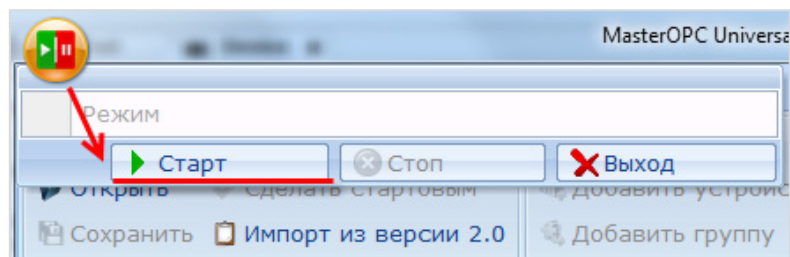 MasterOPC Universa
Режим
Старт Стоп Выход
Открыть Сделать стартовым Добавить устройс
Сохранить Импорт из версии 2.0 Добавить группу